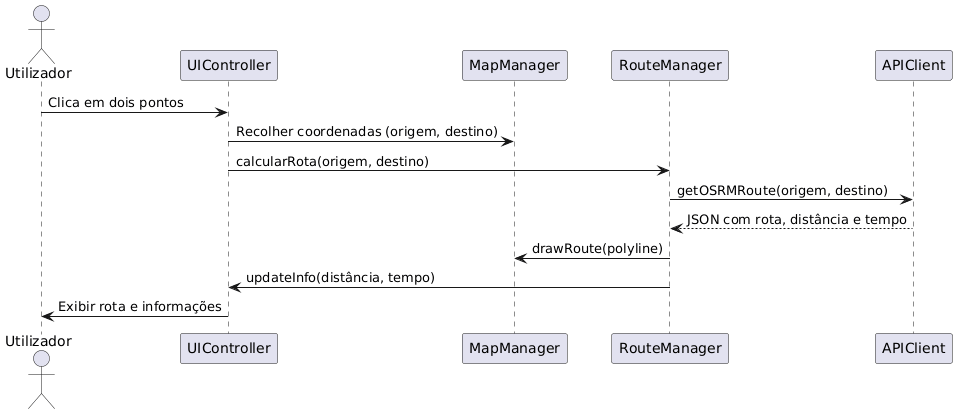 Utilizador
UIController
MapManager
RouteManager
APIClient
Clica em dois pontos
Recolher coordenadas (origem, destino)
calcularRota(origem, destino)
getOSRMRoute(origem, destino)
JSON com rota, distância e tempo
drawRoute(polyline)
updateInfo(distância, tempo)
Exibir rota e informações
Utilizador
UIController
MapManager
RouteManager
APIClient